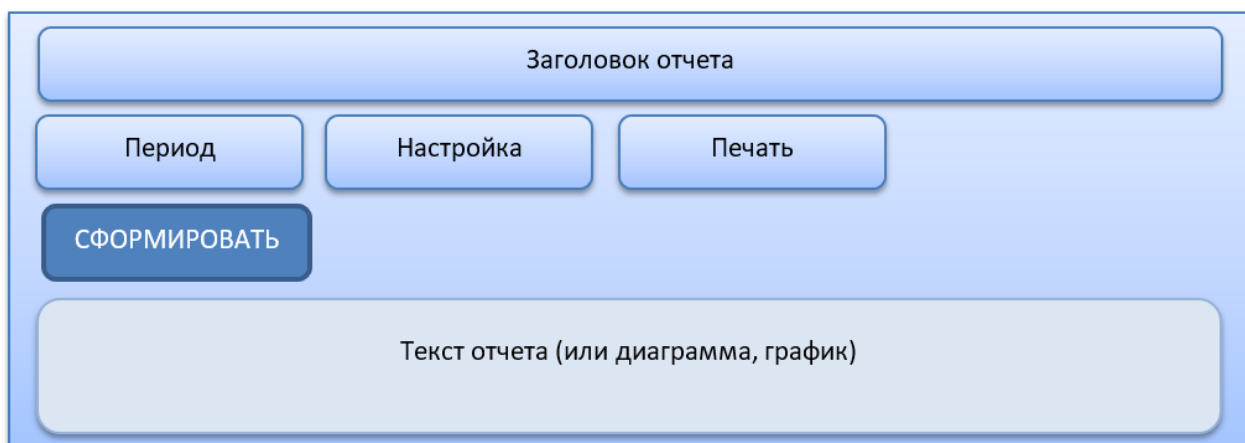 Заголовок отчета
Период
Настройка
Печать
СФОРМИРОВАТЬ
Текст отчета (или диаграмма, график)